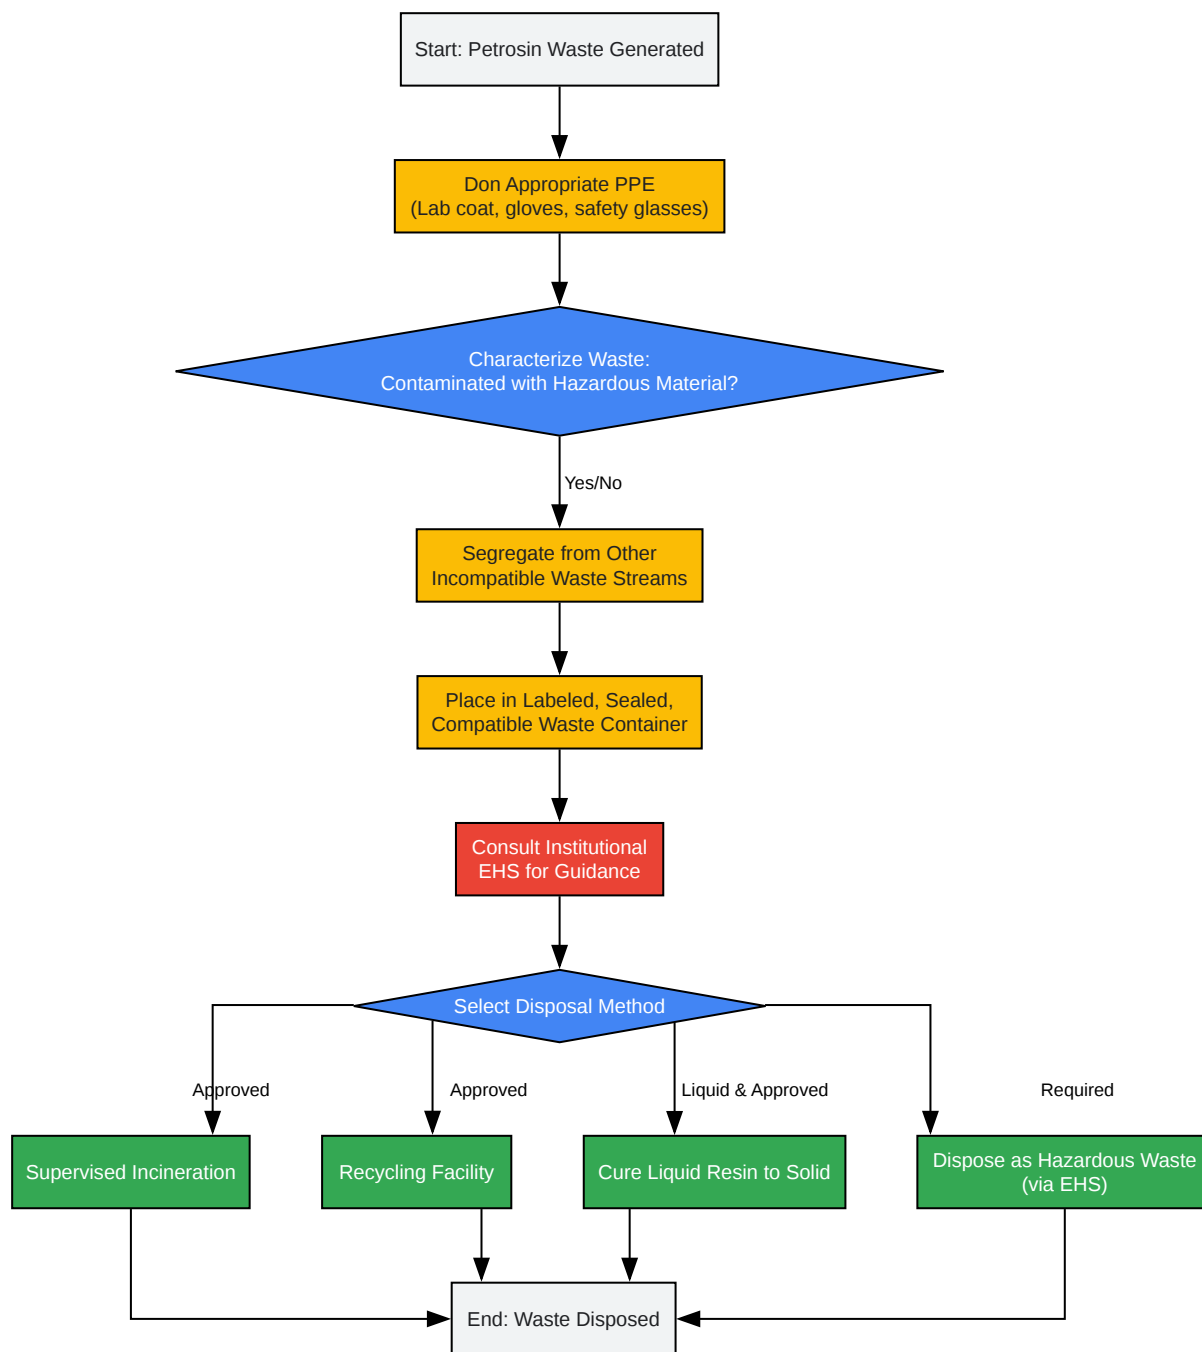 Start: Petrosin Waste Generated
Don Appropriate PPE
(Lab coat, gloves, safety glasses)
Characterize Waste:
Contaminated with Hazardous Material?
Yes/No
Segregate from Other
Incompatible Waste Streams
Place in Labeled, Sealed,
Compatible Waste Container
Consult Institutional
EHS for Guidance
Select Disposal Method
Approved
Approved
Liquid & Approved
Required
Supervised Incineration
Recycling Facility
Cure Liquid Resin to Solid
Dispose as Hazardous Waste
(via EHS)
End: Waste Disposed